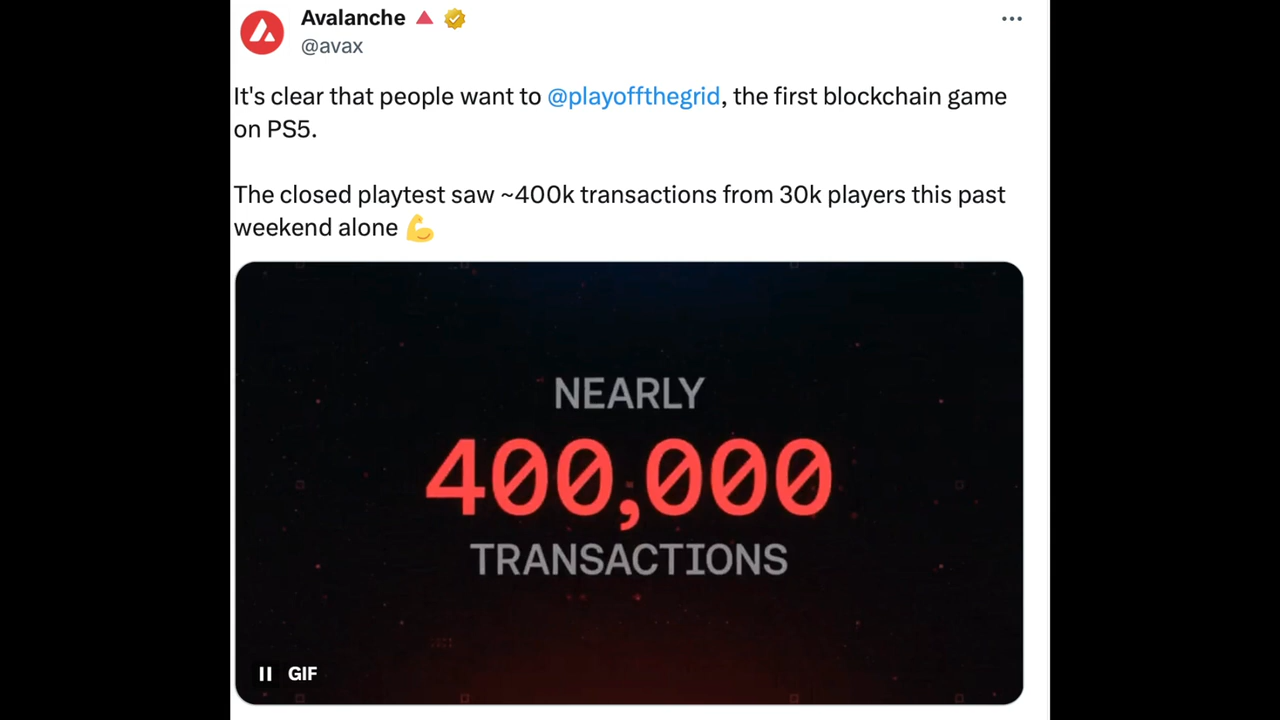 Avalanche 🔺
@avax
It's clear that people want to @playoffthegrid, the first blockchain game
on PS5.
The closed playtest saw ~400k transactions from 30k players this past
weekend alone 💪
NEARLY
400,000
TRANSACTIONS
GIF